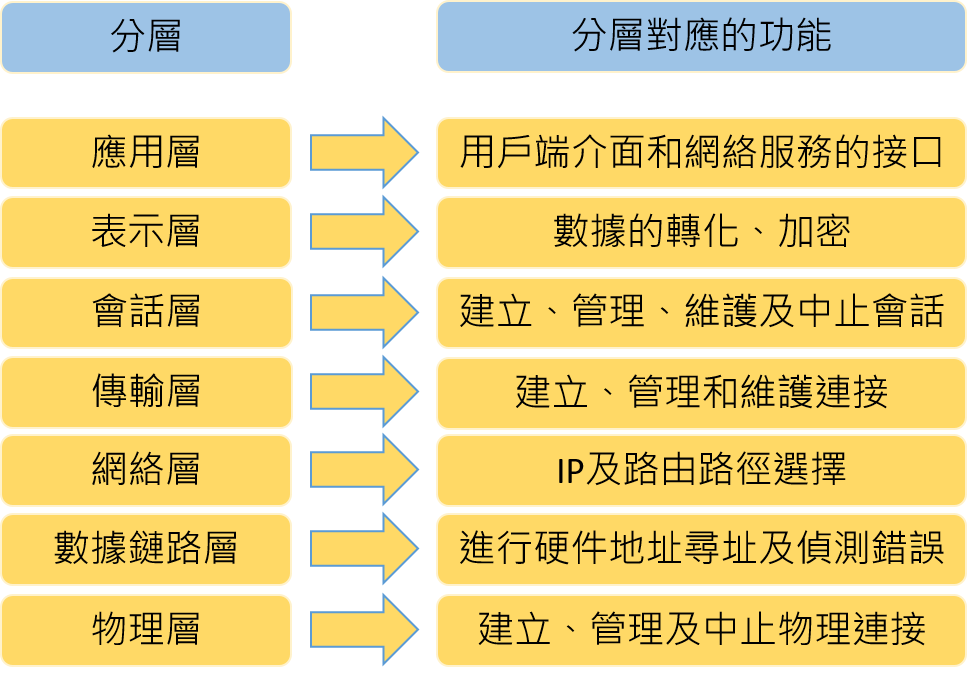 分層
分層對應的功能
應用層
用戶端介面和網絡服務的接口
表示層
數據的轉化、加密
會話層
建立、管理、維護及中止會話
傳輸層
建立、管理和維護連接
網絡層
IP及路由路徑選擇
數據鏈路層
進行硬件地址尋址及偵測錯誤
物理層
建立、管理及中止物理連接